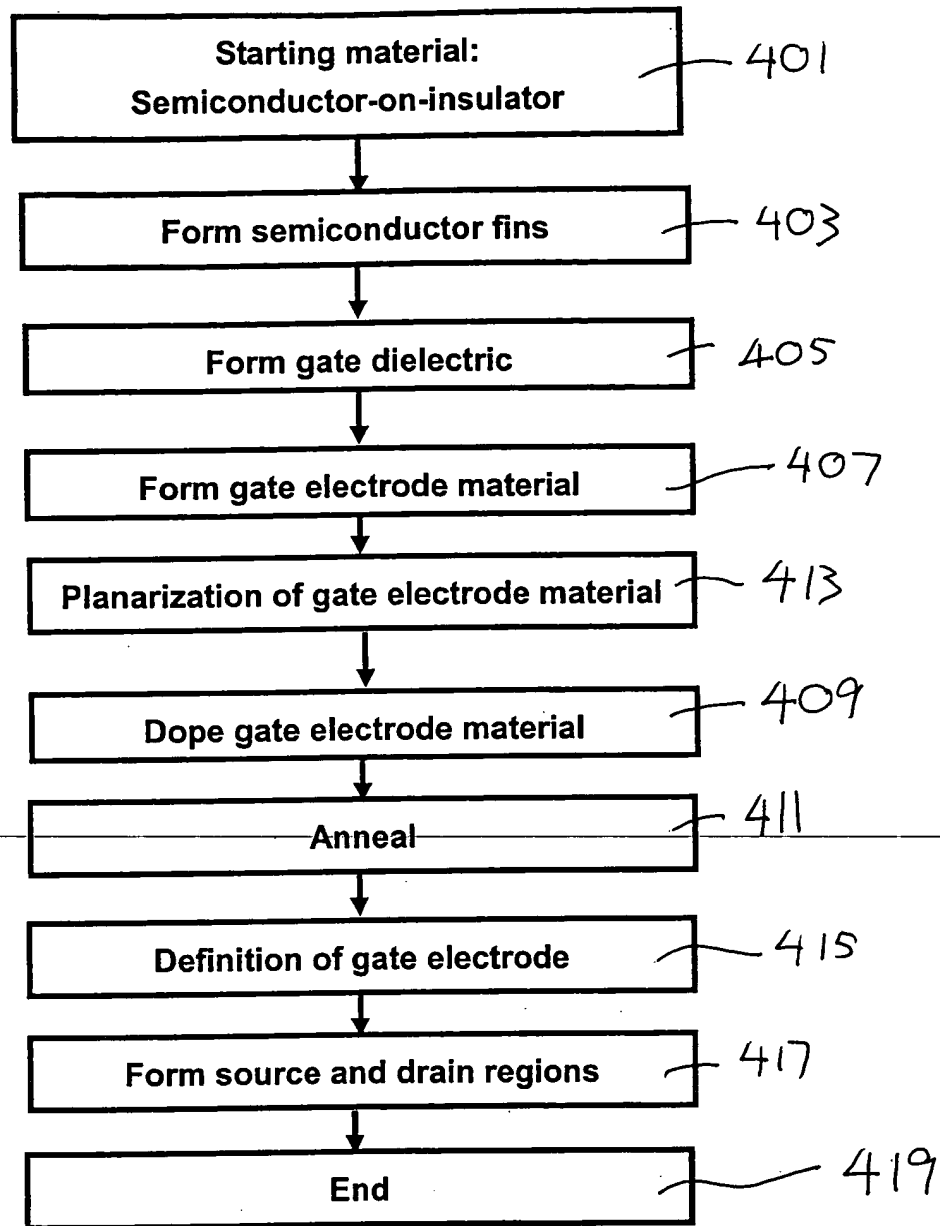 Starting material:
Semiconductor-on-insulator
401
Form semiconductor fins
403
Form gate dielectric
405
Form gate electrode material
407
Planarization of gate electrode material
413
Dope gate electrode material
409
Anneal
411
Definition of gate electrode
415
Form source and drain regions
417
End
419